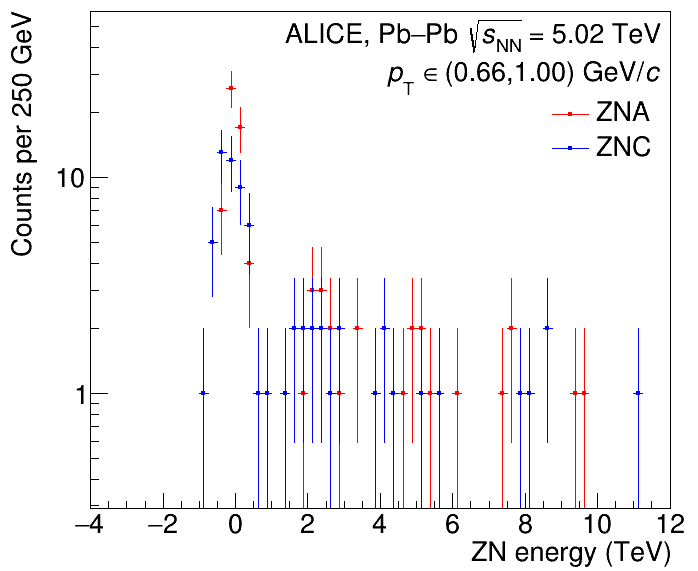 ALICE, Pb–Pb √sNN = 5.02 TeV
pT ∈ (0.66,1.00) GeV/c
ZNA
ZNC
Counts per 250 GeV
10
1
−4 −2 0 2 4 6 8 10 12
ZN energy (TeV)